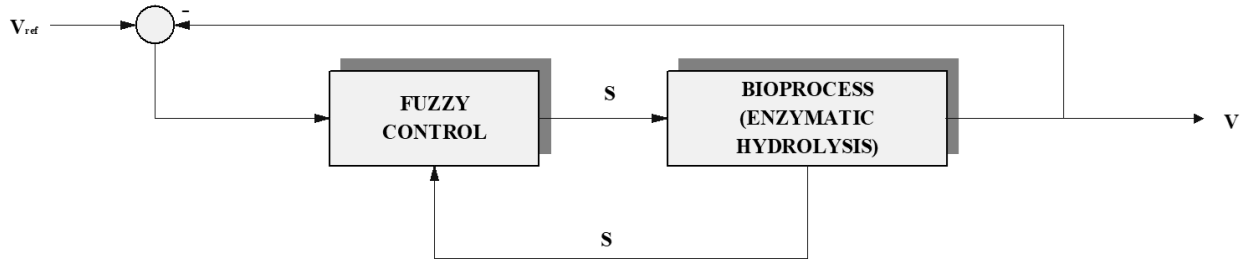 -
Vref
FUZZY
CONTROL
S
BIOPROCESS
(ENZYMATIC
HYDROLYSIS)
V
S